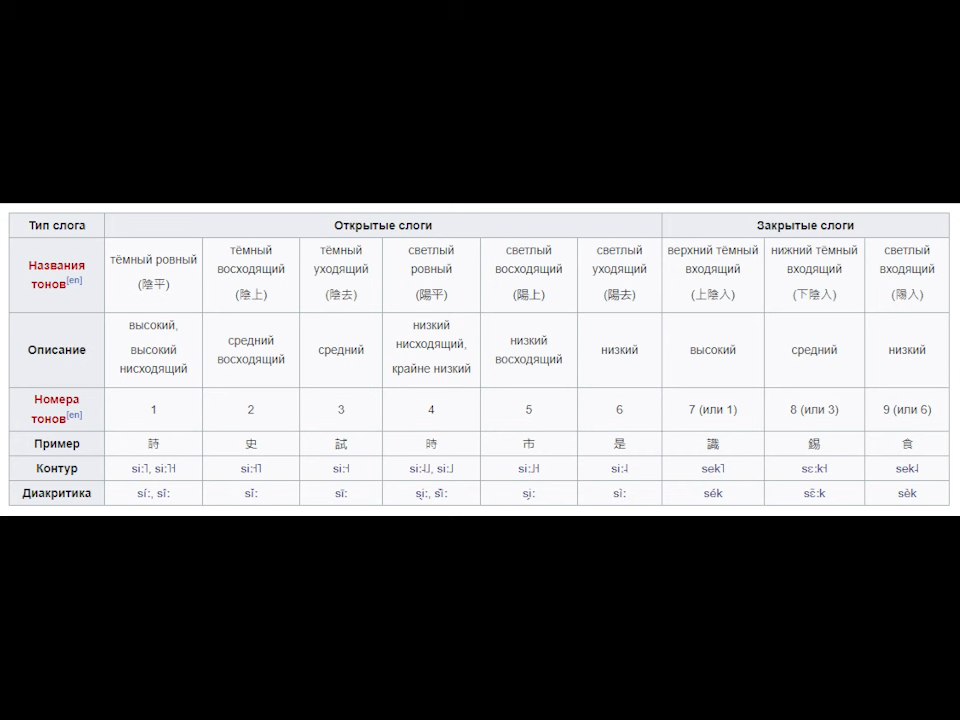 Тип слога Открытые слоги Закрытые слоги
Названия тонов[en] тёмный ровный (陰平) тёмный восходящий (陰上) тёмный уходящий (陰去) светлый ровный (陽平) светлый восходящий (陽上) светлый уходящий (陽去) верхний тёмный входящий (上陰入) нижний тёмный входящий (下陰入) светлый входящий (陽入)
Описание высокий, высокий нисходящий средний восходящий средний низкий нисходящий, крайне низкий низкий восходящий низкий высокий средний низкий
Номера тонов[en] 1 2 3 4 5 6 7 (или 1) 8 (или 3) 9 (или 6)
Пример 詩 史 試 時 市 是 識 錫 食
Контур siː˥, siː˥˧ siː˧˥ siː˧ siː˨˩, siː˩ siː˩˧ siː˨ sek˥ sɛːk˧ sek˨
Диакритика síː, sîː sīː sìː sék sɛ̄ːk sèk